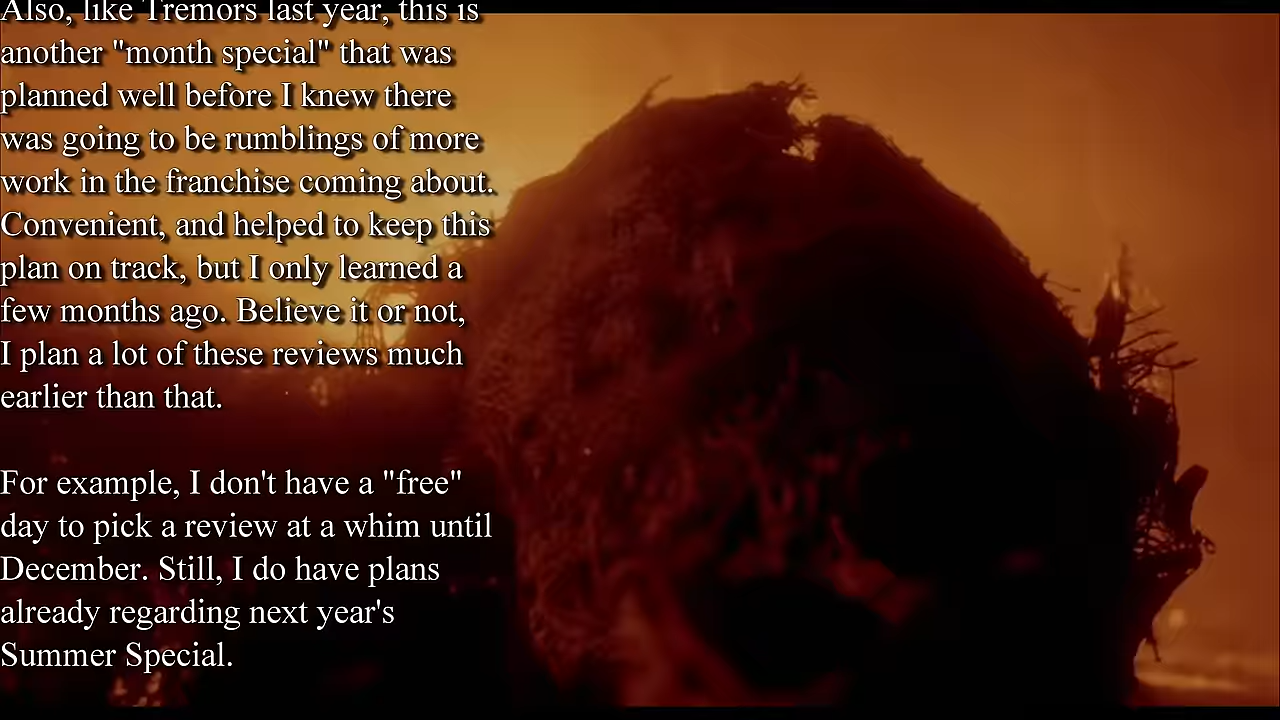 Also, like Tremors last year, this is
another "month special" that was
planned well before I knew there
was going to be rumblings of more
work in the franchise coming about.
Convenient, and helped to keep this
plan on track, but I only learned a
few months ago. Believe it or not,
I plan a lot of these reviews much
earlier than that.
For example, I don't have a "free"
day to pick a review at a whim until
December. Still, I do have plans
already regarding next year's
Summer Special.